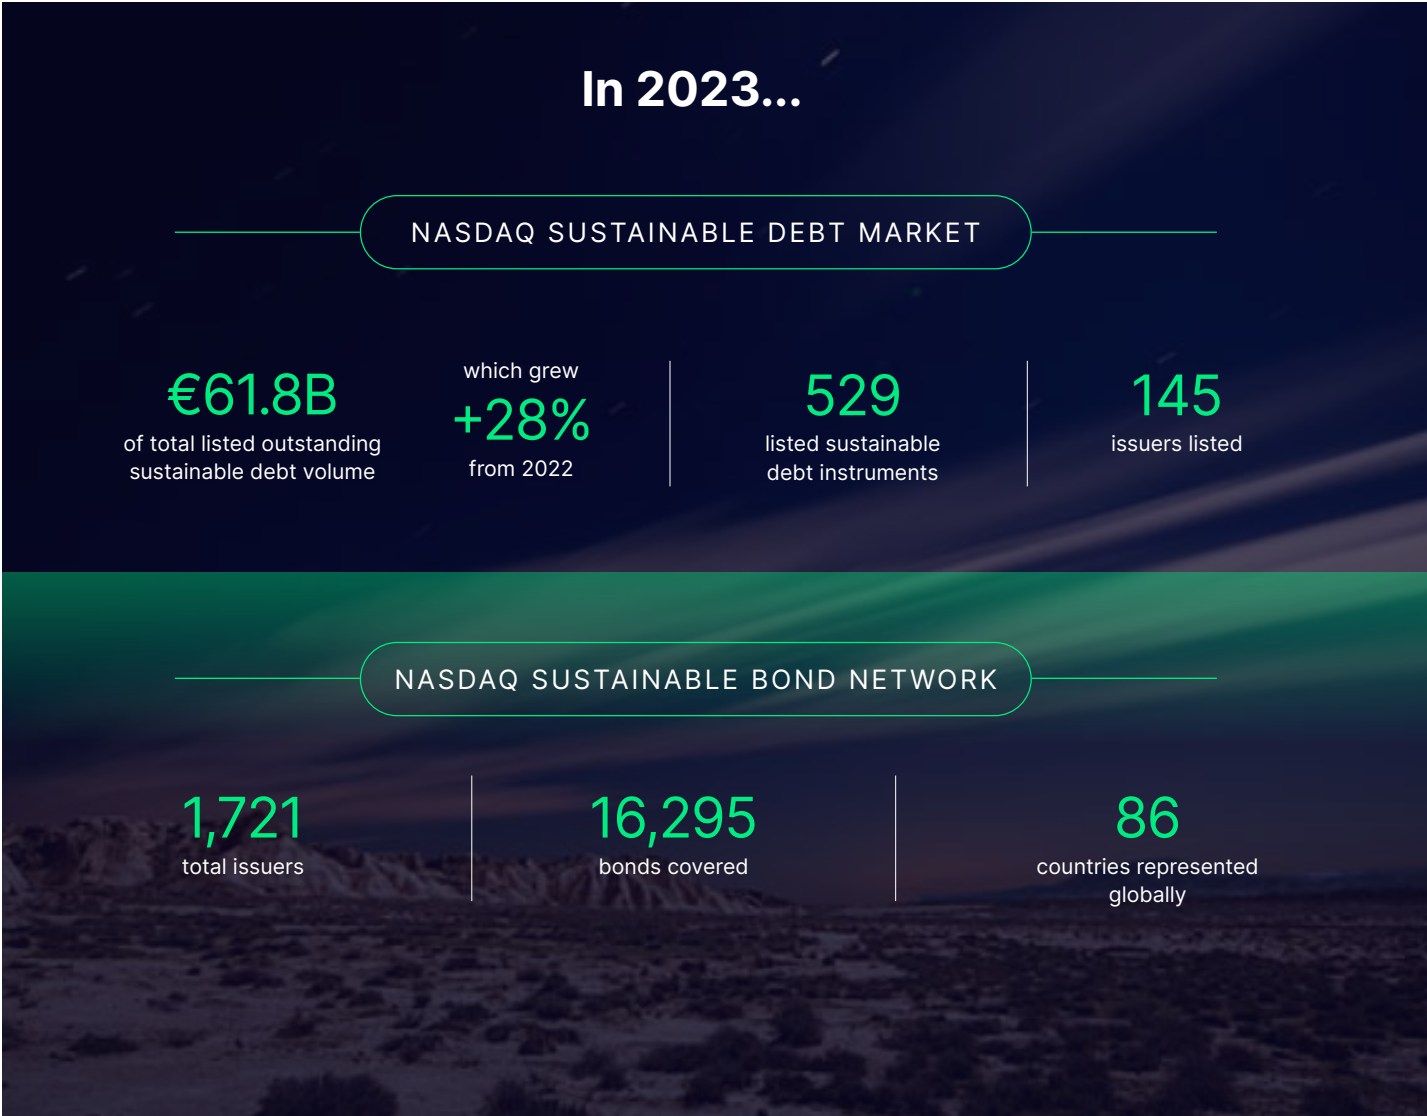 In 2023...
NASDAQ SUSTAINABLE DEBT MARKET
€61.8B
of total listed outstanding
sustainable debt volume
which grew
+28%
from 2022
529
listed sustainable
debt instruments
145
issuers listed
NASDAQ SUSTAINABLE BOND NETWORK
1,721
total issuers
16,295
bonds covered
86
countries represented
globally